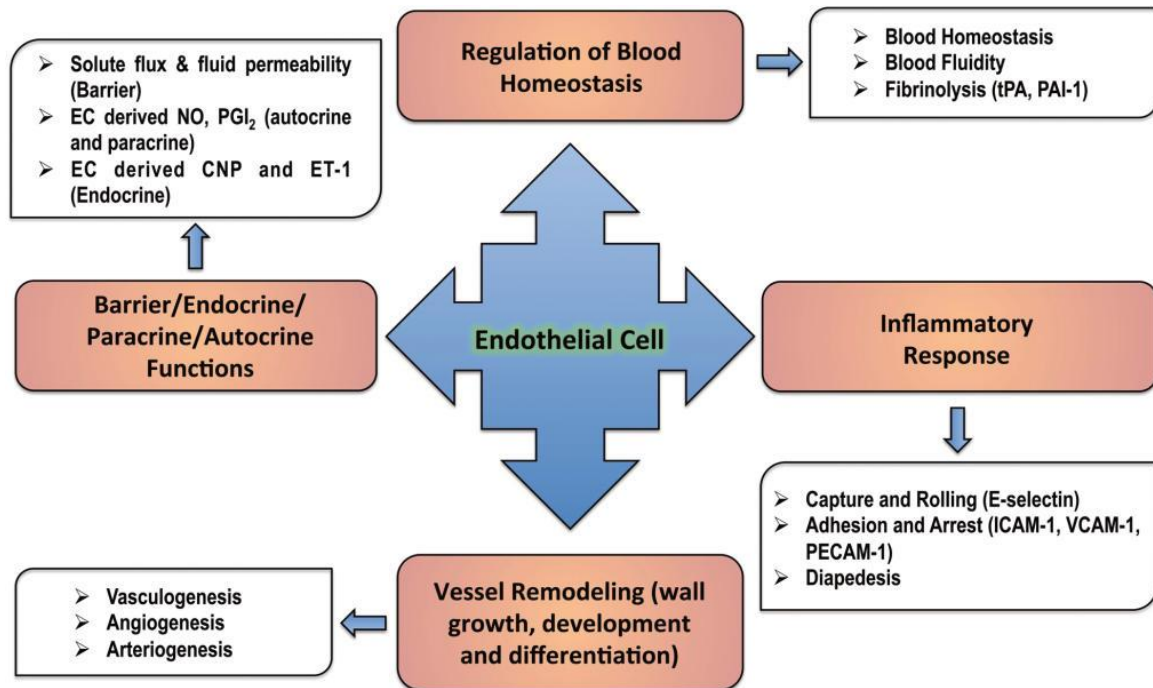 Regulation of Blood
Homeostasis
➢ Blood Homeostasis
➢ Blood Fluidity
➢ Fibrinolysis (tPA, PAI-1)
➢ Solute flux & fluid permeability
(Barrier)
➢ EC derived NO, PGI₂ (autocrine
and paracrine)
➢ EC derived CNP and ET-1
(Endocrine)
Barrier/Endocrine/
Paracrine/Autocrine
Functions
Endothelial Cell
Inflammatory
Response
➢ Capture and Rolling (E-selectin)
➢ Adhesion and Arrest (ICAM-1, VCAM-1,
PECAM-1)
➢ Diapedesis
Vessel Remodeling (wall
growth, development
and differentiation)
➢ Vasculogenesis
➢ Angiogenesis
➢ Arteriogenesis